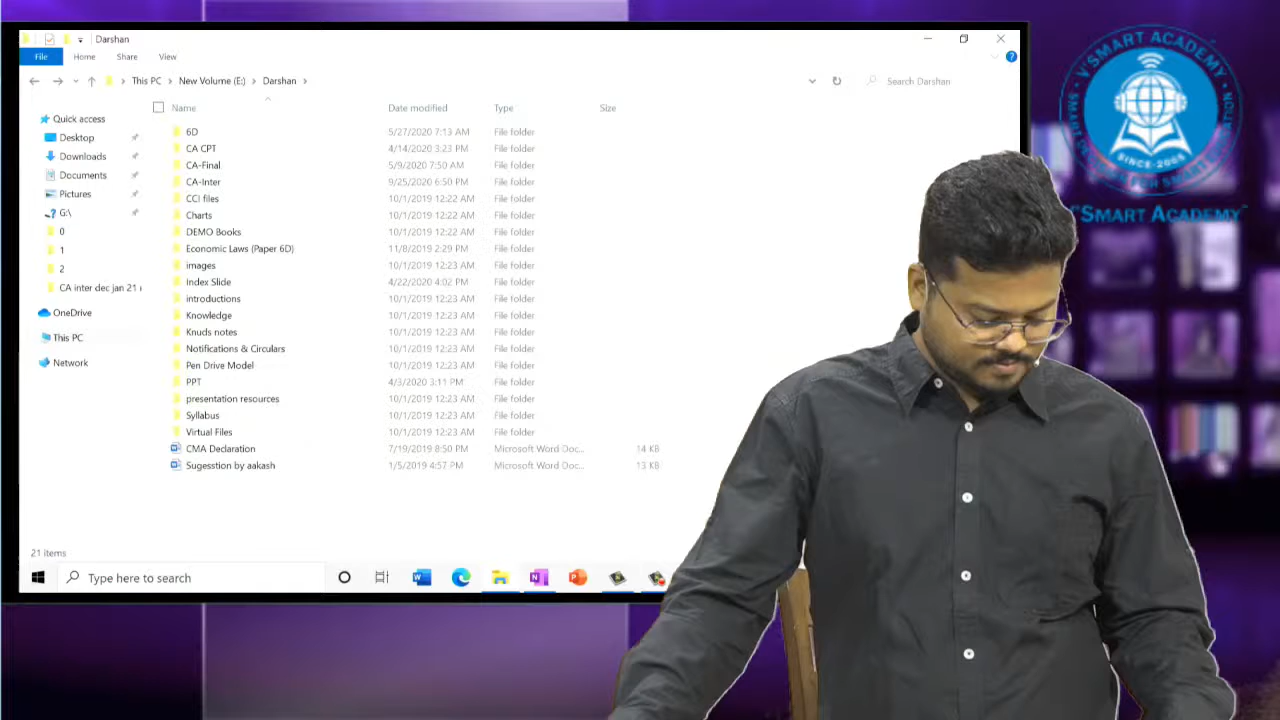 Darshan
File Home Share View
This PC New Volume (E:) Darshan
Search Darshan
Name Date modified Type Size
Quick access
Desktop
Downloads
Documents
Pictures
G:\
0
1
2
CA inter dec jan 21
OneDrive
This PC
Network
6D 5/27/2020 7:13 AM File folder
CA CPT 4/14/2020 3:23 PM File folder
CA-Final 5/9/2020 7:50 AM File folder
CA-Inter 9/25/2020 6:50 PM File folder
CCI files 10/1/2019 12:22 AM File folder
Charts 10/1/2019 12:22 AM File folder
DEMO Books 10/1/2019 12:22 AM File folder
Economic Laws (Paper 6D) 11/8/2019 2:29 PM File folder
images 10/1/2019 12:23 AM File folder
Index Slide 4/22/2020 4:02 PM File folder
introductions 10/1/2019 12:23 AM File folder
Knowledge 10/1/2019 12:23 AM File folder
Knuds notes 10/1/2019 12:23 AM File folder
Notifications & Circulars 10/1/2019 12:23 AM File folder
Pen Drive Model 10/1/2019 12:23 AM File folder
PPT 4/3/2020 3:11 PM File folder
presentation resources 10/1/2019 12:23 AM File folder
Syllabus 10/1/2019 12:23 AM File folder
Virtual Files 10/1/2019 12:23 AM File folder
CMA Declaration 7/19/2019 8:50 PM Microsoft Word Doc... 14 KB
Sugesstion by aakash 1/5/2019 4:57 PM Microsoft Word Doc... 13 KB
21 items
Type here to search
V'SMART ACADEMY
SINCE-2005
V'SMART ACADEMY